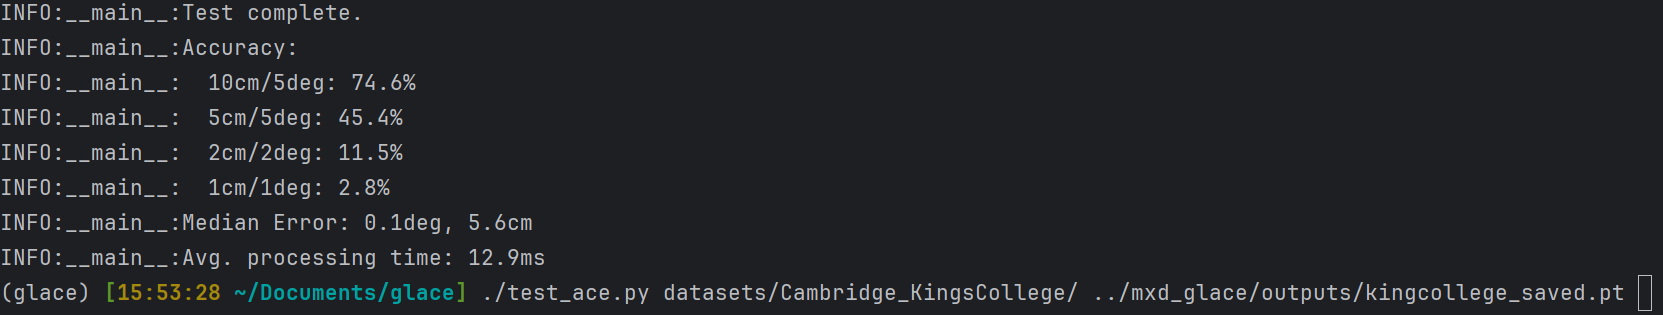 INFO:__main__:Test complete.
INFO:__main__:Accuracy:
INFO:__main__:  10cm/5deg: 74.6%
INFO:__main__:  5cm/5deg: 45.4%
INFO:__main__:  2cm/2deg: 11.5%
INFO:__main__:  1cm/1deg: 2.8%
INFO:__main__:Median Error: 0.1deg, 5.6cm
INFO:__main__:Avg. processing time: 12.9ms
(glace) [15:53:28 ~/Documents/glace] ./test_ace.py datasets/Cambridge_KingsCollege/ ../mxd_glace/outputs/kingcollege_saved.pt